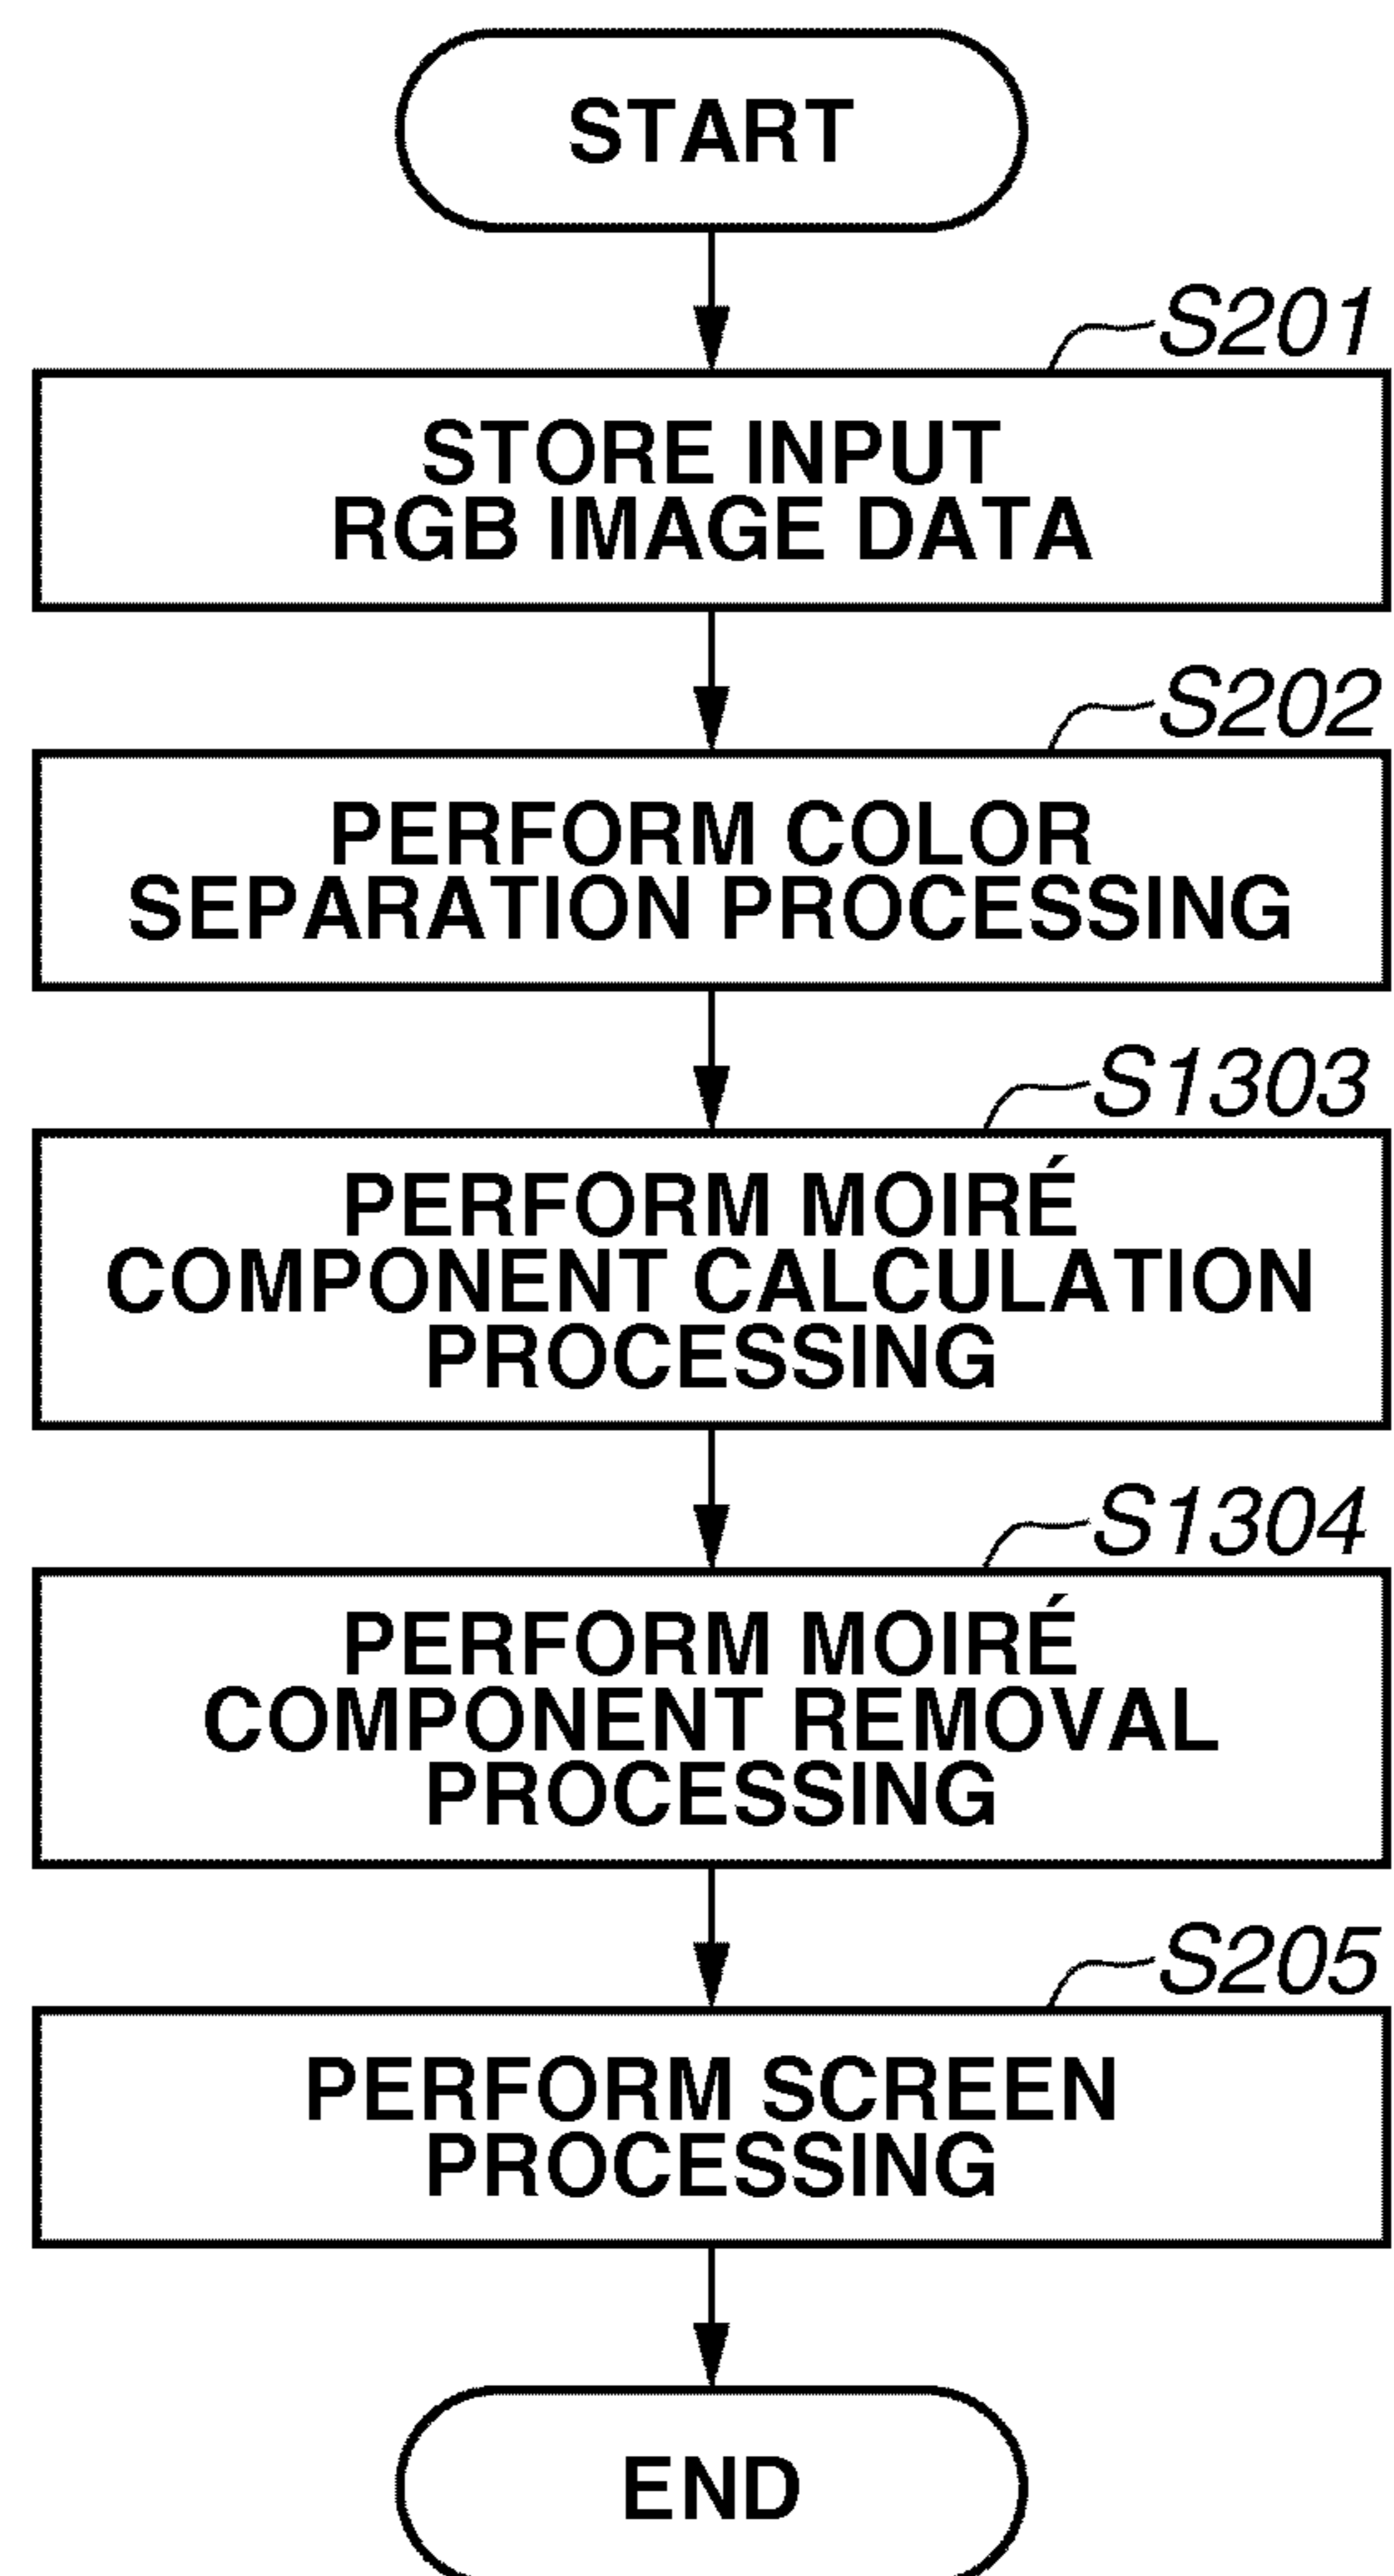 START
S201
STORE INPUT
RGB IMAGE DATA
S202
PERFORM COLOR
SEPARATION PROCESSING
S1303
PERFORM MOIRÉ
COMPONENT CALCULATION
PROCESSING
S1304
PERFORM MOIRÉ
COMPONENT REMOVAL
PROCESSING
S205
PERFORM SCREEN
PROCESSING
END